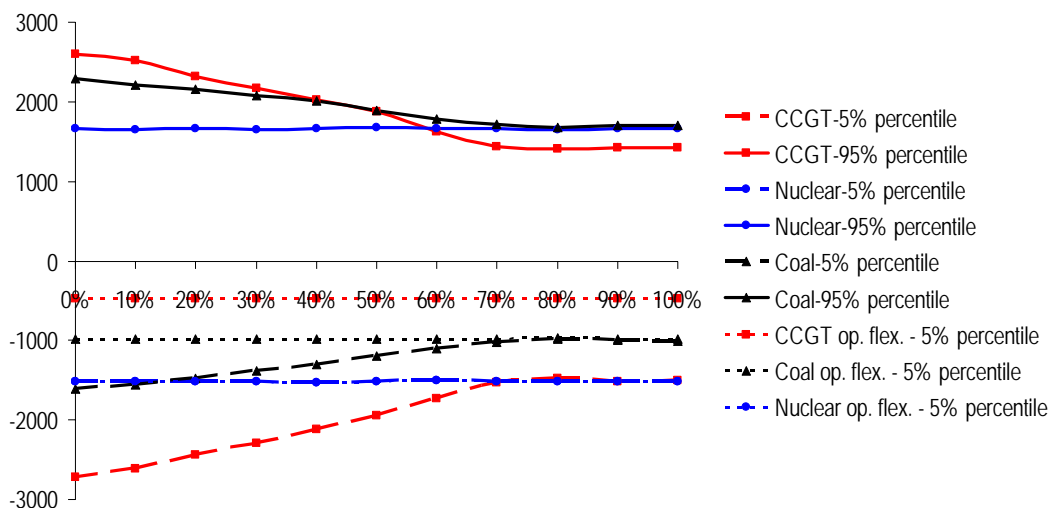 3000
2000
1000
0
0% 10% 20% 30% 40% 50% 60% 70% 80% 90% 100%
-1000
-2000
-3000
CCGT-5% percentile
CCGT-95% percentile
Nuclear-5% percentile
Nuclear-95% percentile
Coal-5% percentile
Coal-95% percentile
CCGT op. flex. - 5% percentile
Coal op. flex. - 5% percentile
Nuclear op. flex. - 5% percentile